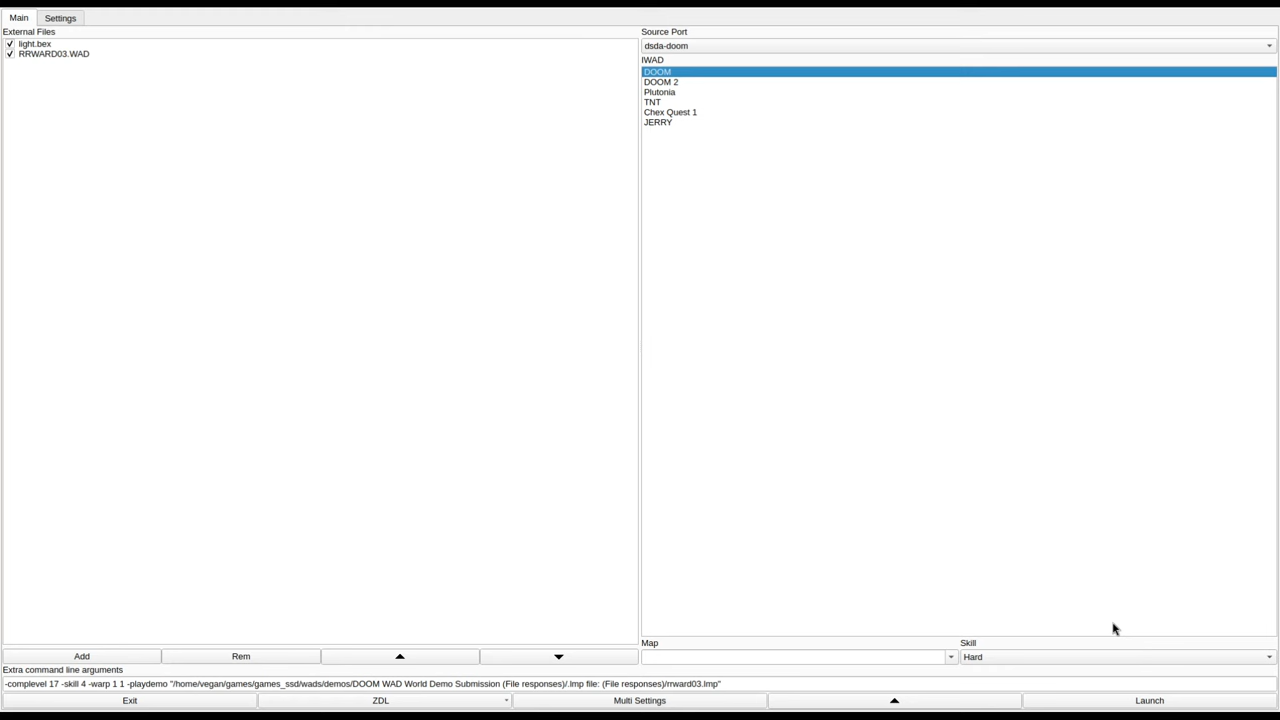 Main
Settings
External Files
light.bex
RRWARD03.WAD
Source Port
dsda-doom
IWAD
DOOM
DOOM 2
Plutonia
TNT
Chex Quest 1
JERRY
Map
Skill
Hard
Add
Rem
Extra command line arguments
-complevel 17 -skill 4 -warp 1 1 -playdemo "/home/vegan/games/games_ssd/wads/demos/DOOM WAD World Demo Submission (File responses)/.lmp file: (File responses)/rrward03.lmp"
Exit
ZDL
Multi Settings
Launch